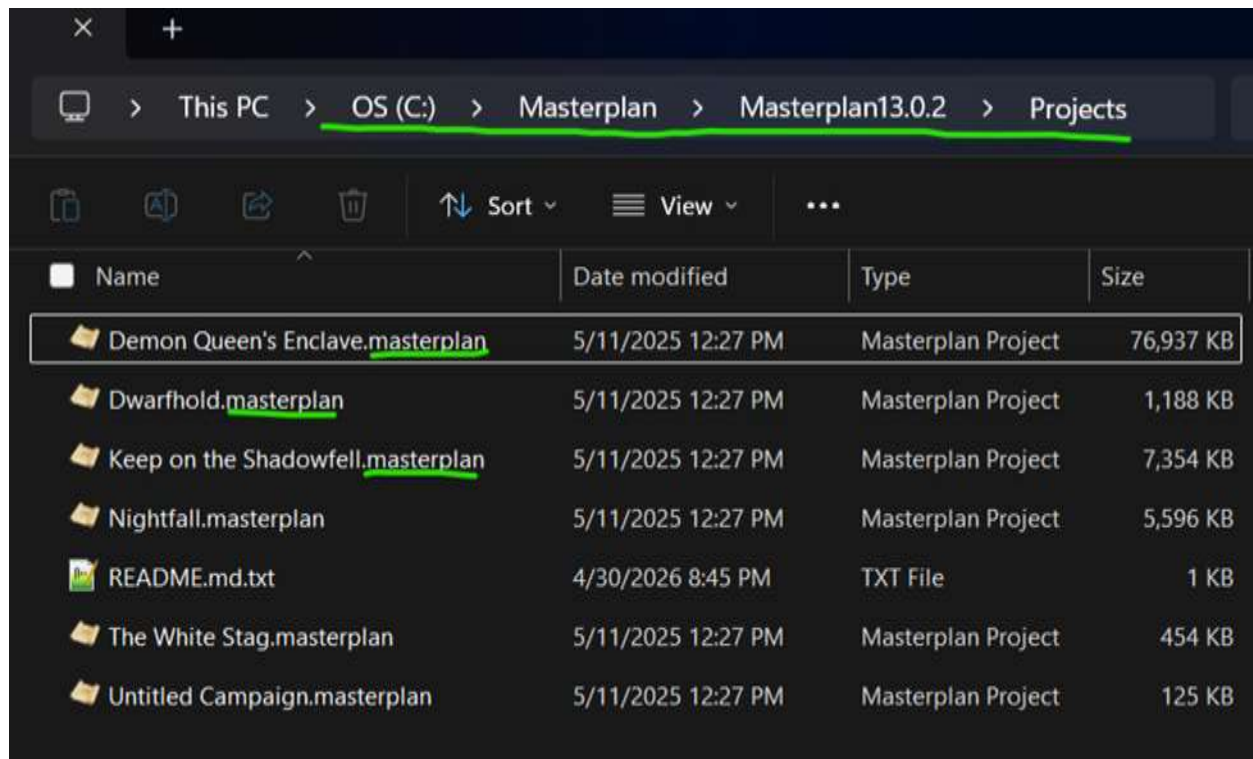 This PC > OS (C:) > Masterplan > Masterplan13.0.2 > Projects
Sort View
Name Date modified Type Size
Demon Queen's Enclave.masterplan 5/11/2025 12:27 PM Masterplan Project 76,937 KB
Dwarfhold.masterplan 5/11/2025 12:27 PM Masterplan Project 1,188 KB
Keep on the Shadowfell.masterplan 5/11/2025 12:27 PM Masterplan Project 7,354 KB
Nightfall.masterplan 5/11/2025 12:27 PM Masterplan Project 5,596 KB
README.md.txt 4/30/2026 8:45 PM TXT File 1 KB
The White Stag.masterplan 5/11/2025 12:27 PM Masterplan Project 454 KB
Untitled Campaign.masterplan 5/11/2025 12:27 PM Masterplan Project 125 KB